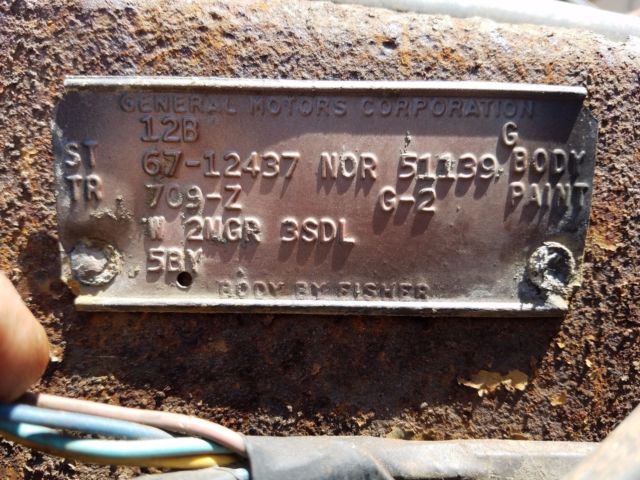 GENERAL MOTORS CORPORATION
12B G
ST 67-12437 NOR 51139 BODY
TR 709-Z G-2 PAINT
W 2MGR 3SDL
5BY
BODY BY FISHER